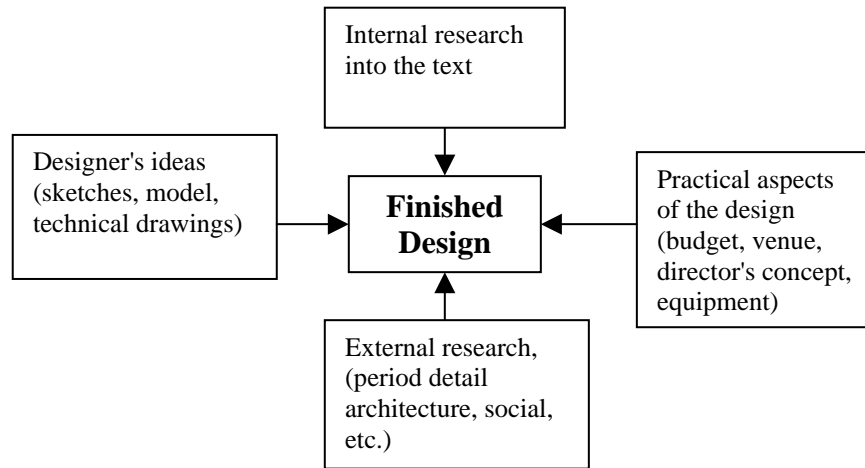 Internal research
into the text
Designer's ideas
(sketches, model,
technical drawings)
Finished
Design
Practical aspects
of the design
(budget, venue,
director's concept,
equipment)
External research,
(period detail
architecture, social,
etc.)